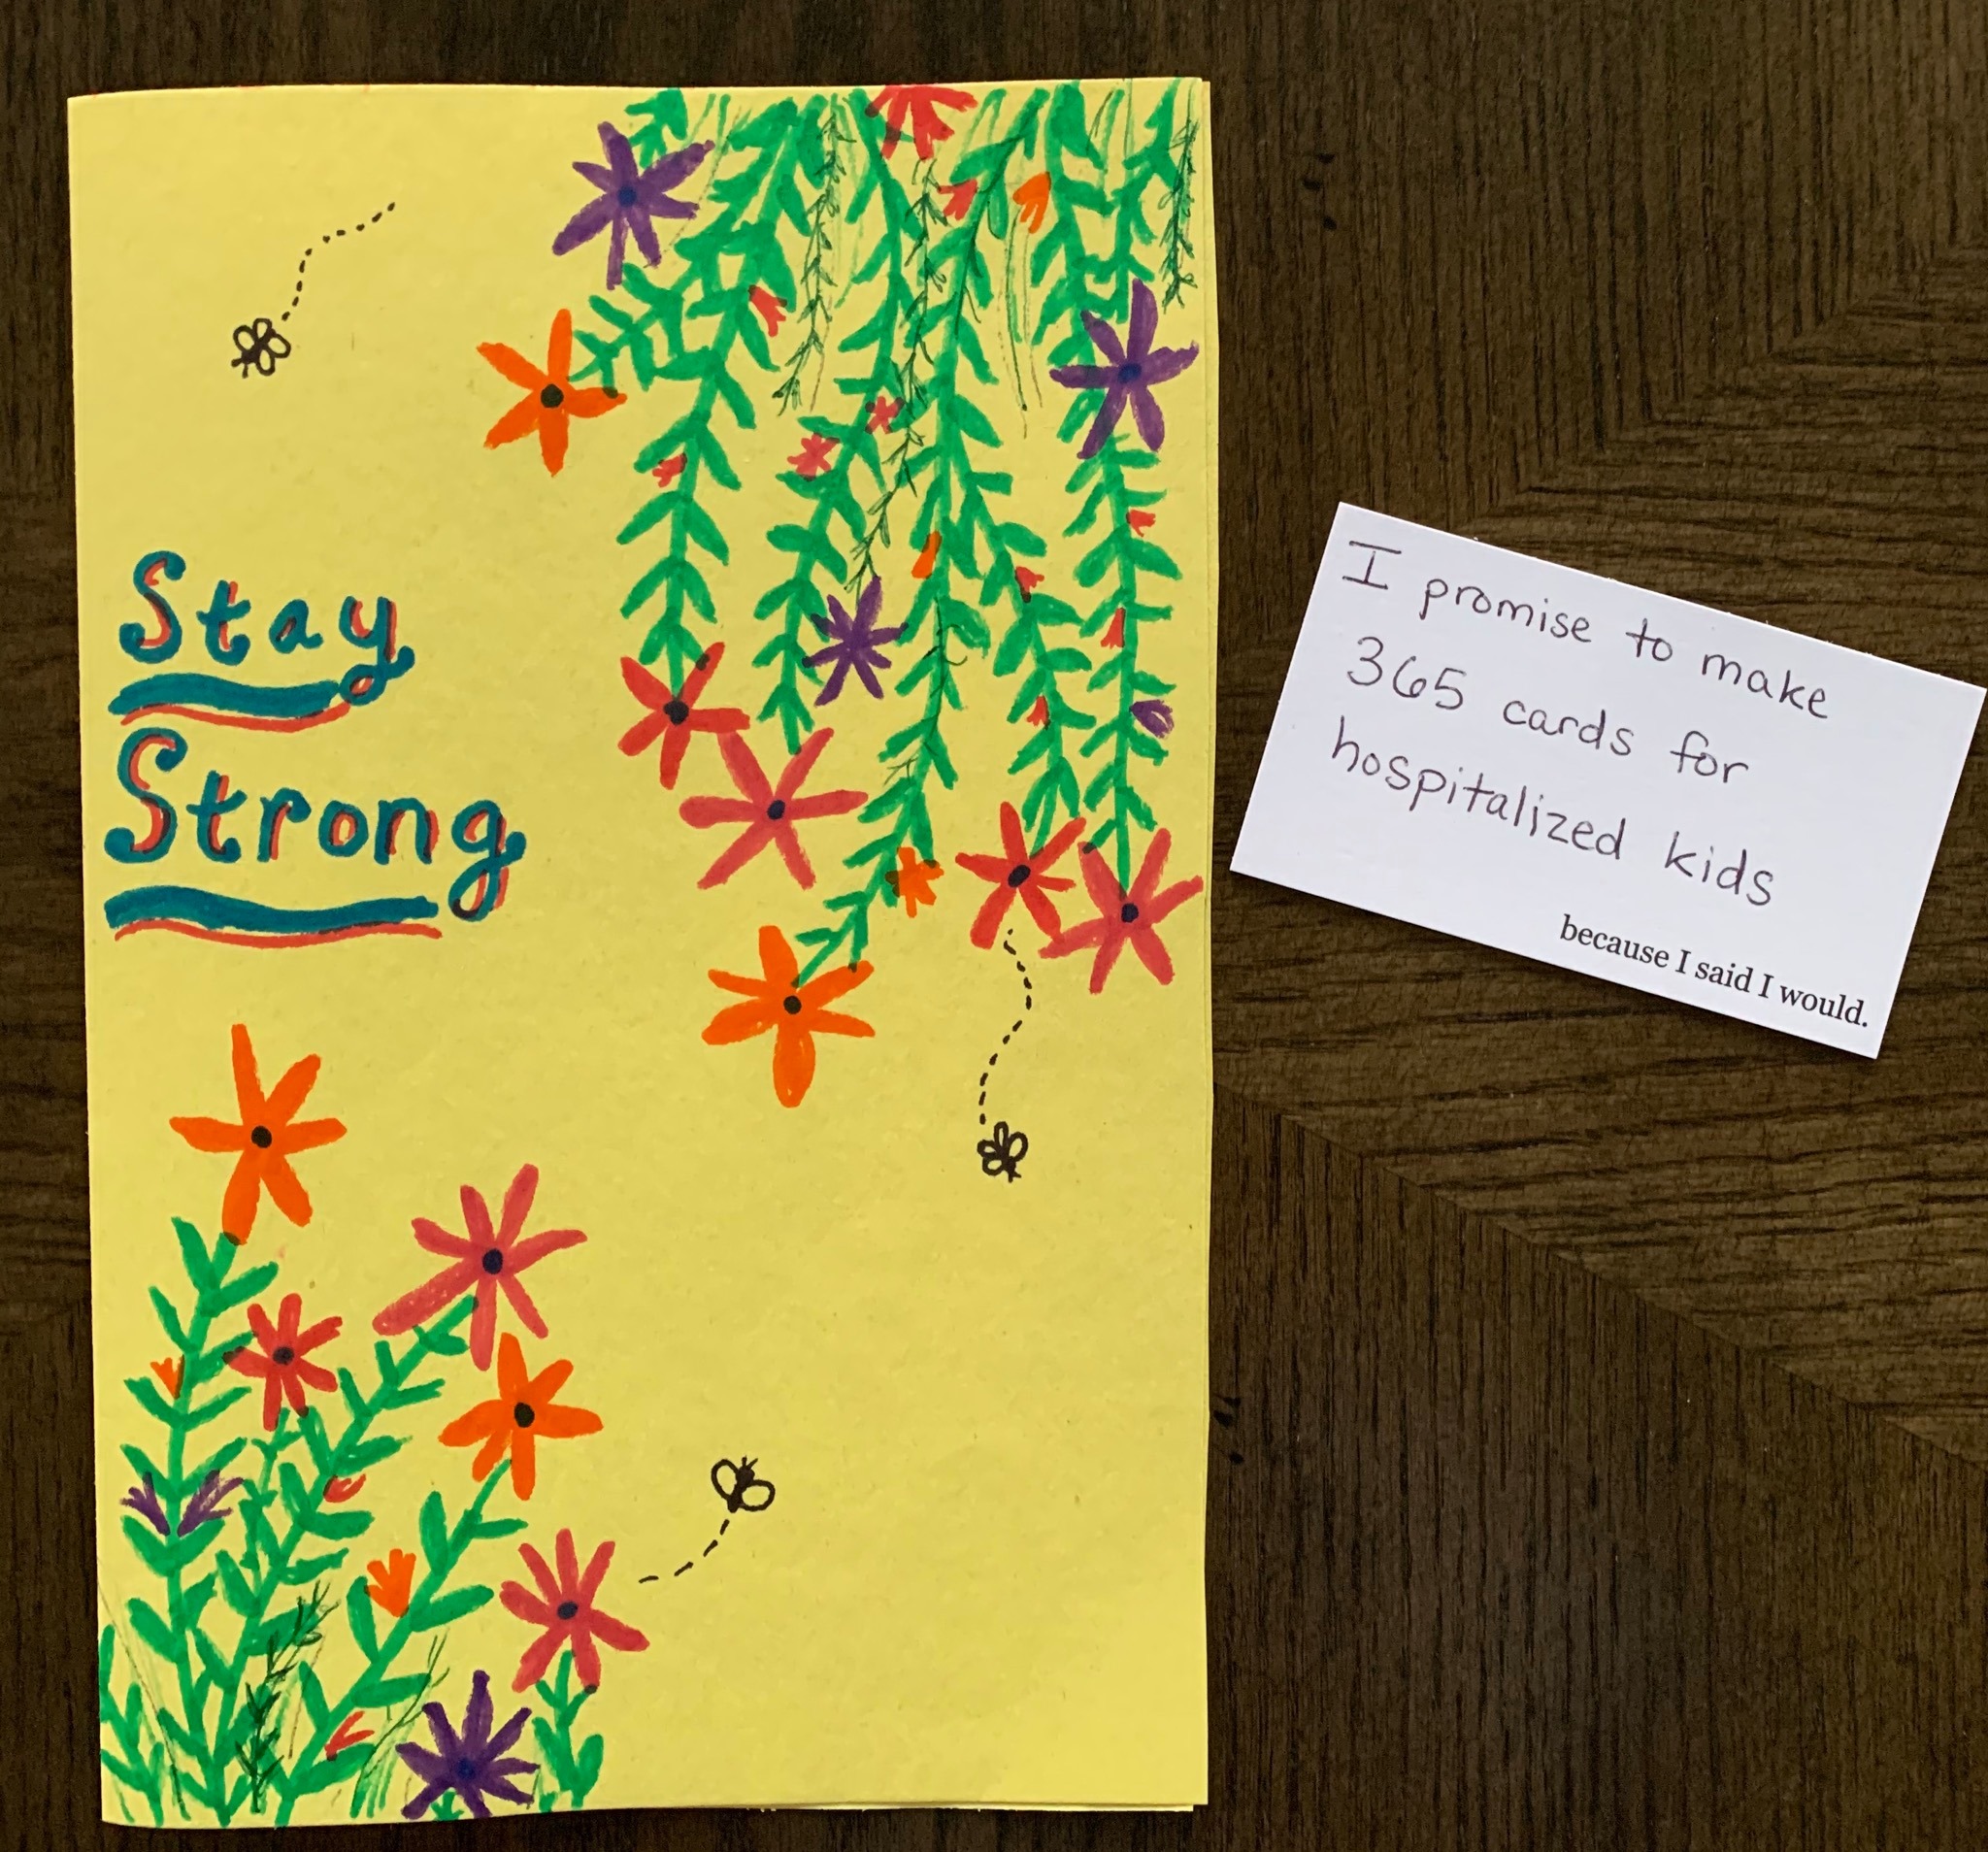 Stay
Strong
I promise to make
365 cards for
hospitalized kids
because I said I would.